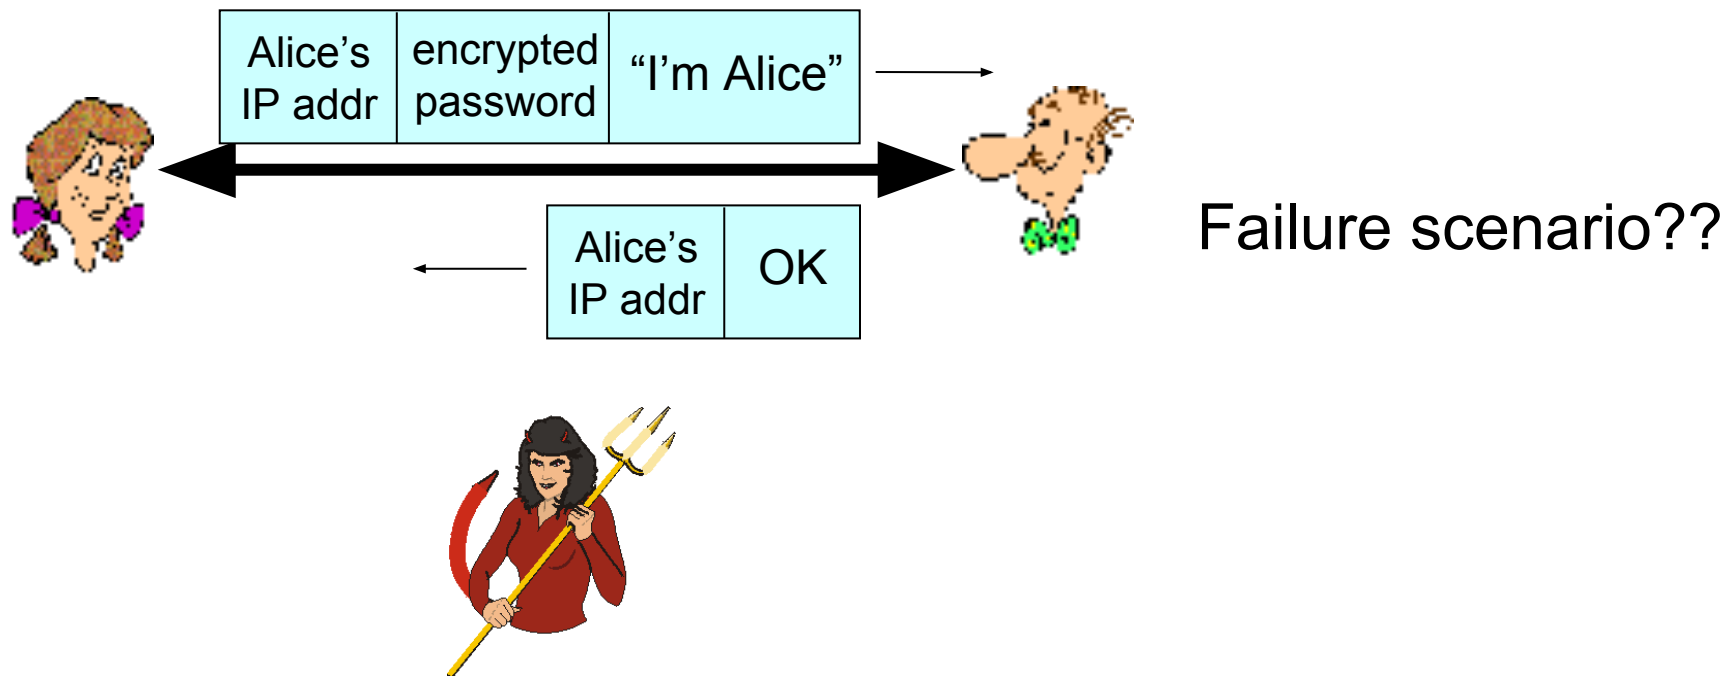 Alice’s
IP addr
encrypted
password
“I’m Alice”
Alice’s
IP addr
OK
Failure scenario??